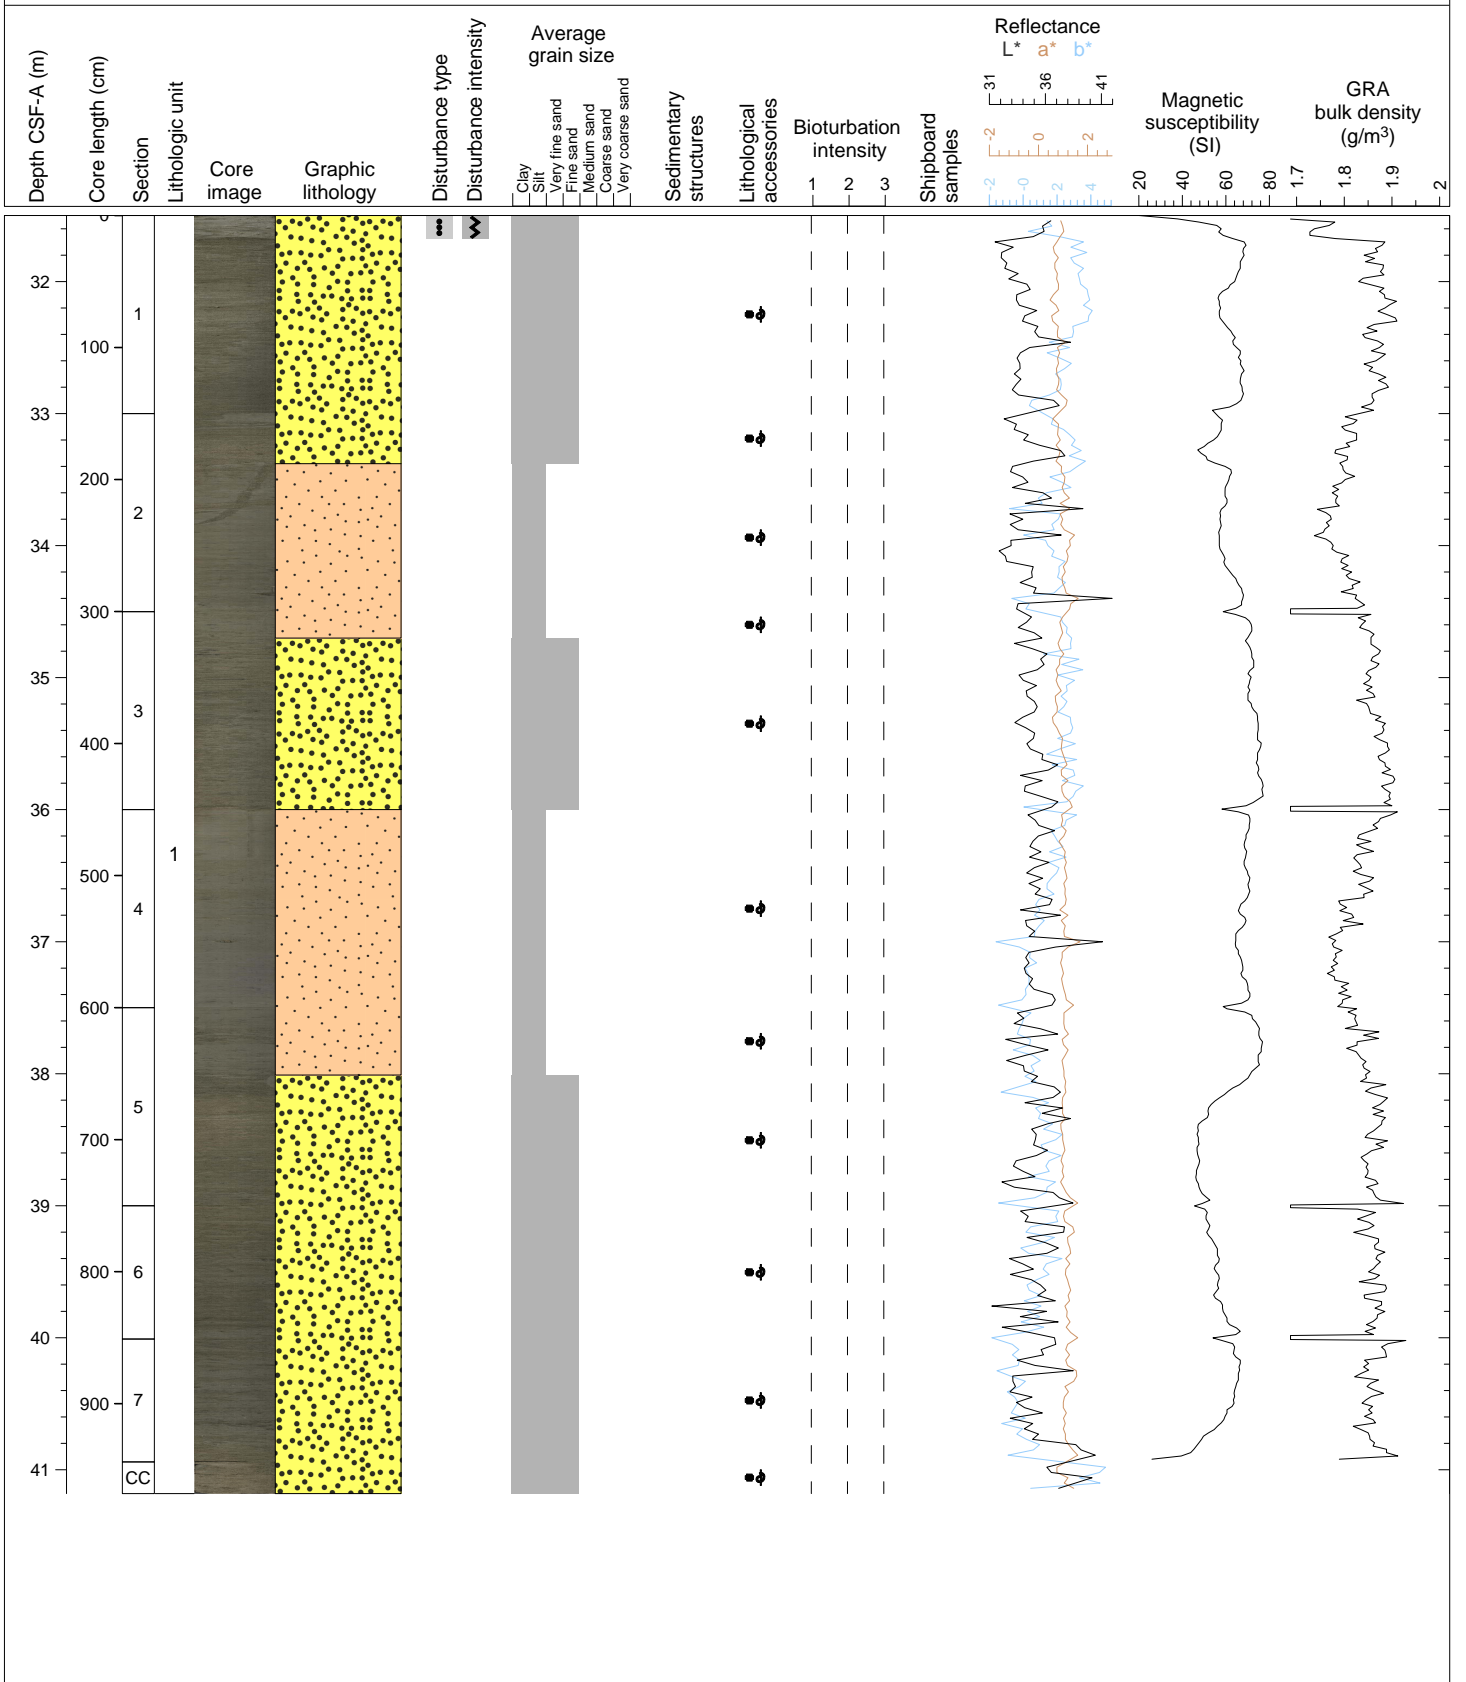 Depth CSF-A (m)
Core length (cm)
Section
Lithologic unit
Core
image
Graphic
lithology
Disturbance type
Disturbance intensity
Average
grain size
Clay
Silt
Very fine sand
Fine sand
Medium sand
Coarse sand
Very coarse sand
Sedimentary
structures
Lithological
accessories
Bioturbation
intensity
1 2 3
Shipboard
samples
Reflectance
L* a* b*
31 36 41
-2 0 2
-2 -0 2 4
Magnetic
susceptibility
(SI)
20 40 60 80
GRA
bulk density
(g/m3)
1.7 1.8 1.9 2
0
32
1
100
33
200
2
34
300
35
3
400
36
1
500
4
37
600
38
5
700
39
6
800
40
7
900
41
CC